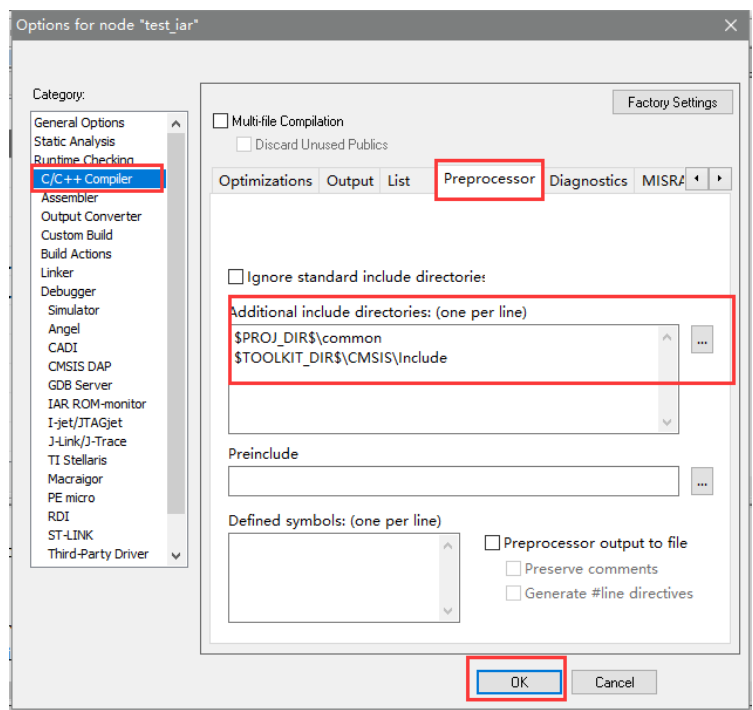 Options for node "test_iar"
Category:
General Options
Static Analysis
Runtime Checking
C/C++ Compiler
Assembler
Output Converter
Custom Build
Build Actions
Linker
Debugger
Simulator
Angel
CADI
CMSIS DAP
GDB Server
IAR ROM-monitor
I-jet/JTAGjet
J-Link/J-Trace
TI Stellaris
Macraigor
PE micro
RDI
ST-LINK
Third-Party Driver
Factory Settings
Multi-file Compilation
Discard Unused Publics
Optimizations Output List Preprocessor Diagnostics MISRA
Ignore standard include directories
Additional include directories: (one per line)
$PROJ_DIR$\common
$TOOLKIT_DIR$\CMSIS\Include
...
Preinclude
...
Defined symbols: (one per line)
Preprocessor output to file
Preserve comments
Generate #line directives
OK Cancel